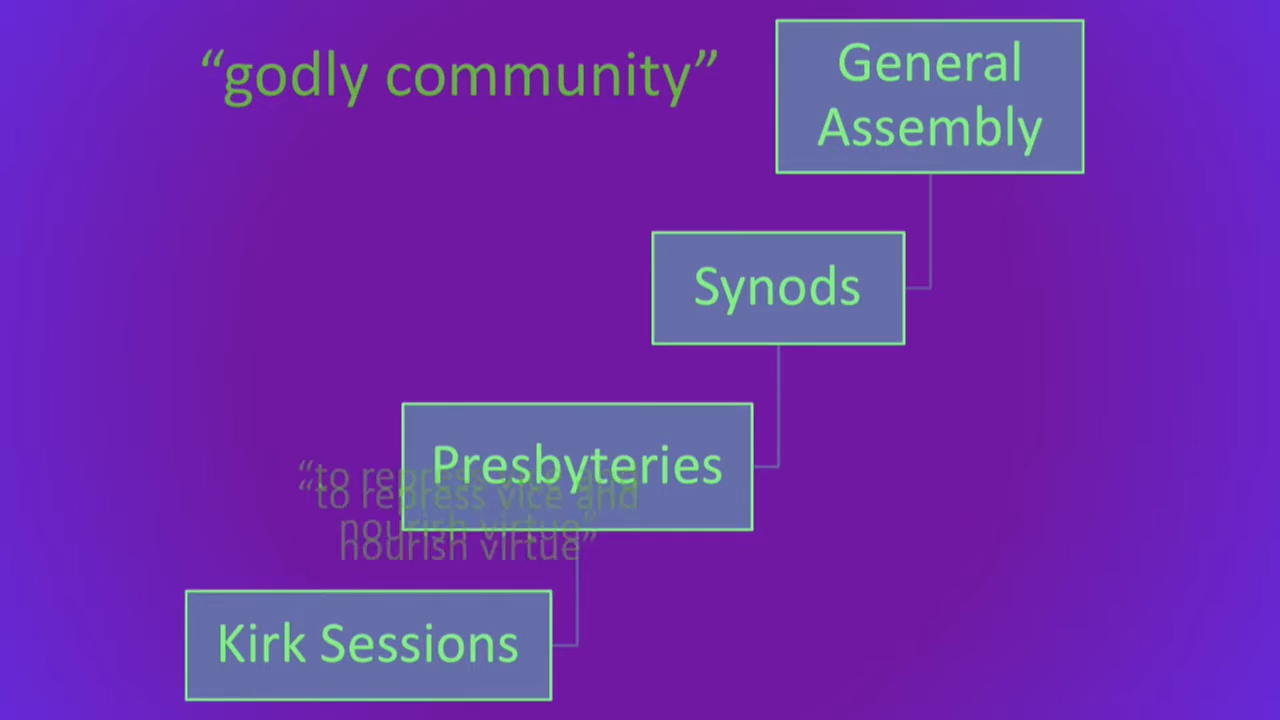 “godly community”
General
Assembly
Synods
Presbyteries
“to repress vice and
nourish virtue”
Kirk Sessions